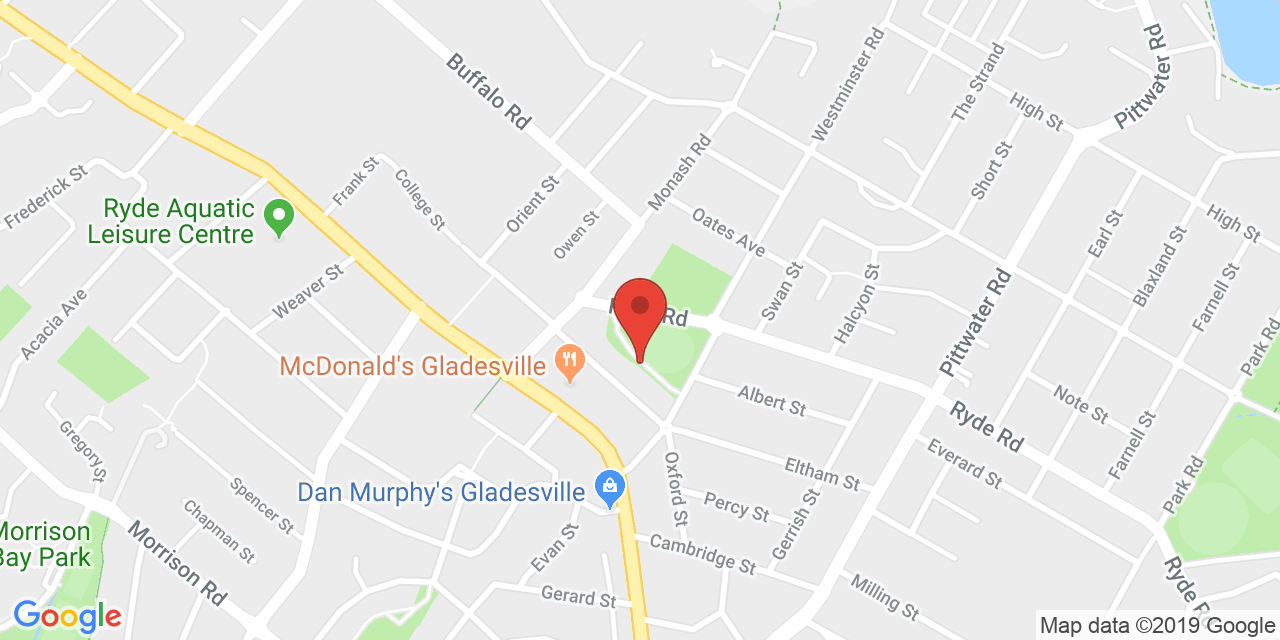 Buffalo Rd
Westminster Rd
The Strand
High St
Pittwater Rd
Short St
Monash Rd
Frank St
College St
Frederick St
Ryde Aquatic
Leisure Centre
Orient St
Owen St
Oates Ave
Earl St
High St
Blaxland St
Farnell St
Weaver St
Swan St
Halcyon St
Acacia Ave
Rd
Pittwater Rd
Park Rd
McDonald's Gladesville
Albert St
Note St
Ryde Rd
Gregory St
Everard St
Farnell St
Eltham St
Oxford St
Dan Murphy's Gladesville
Percy St
Park Rd
Spencer St
Gerrish St
Chapman St
Morrison
Bay Park
Morrison Rd
Evan St
Cambridge St
Gerard St
Milling St
Ryde R
Google
Map data ©2019 Google